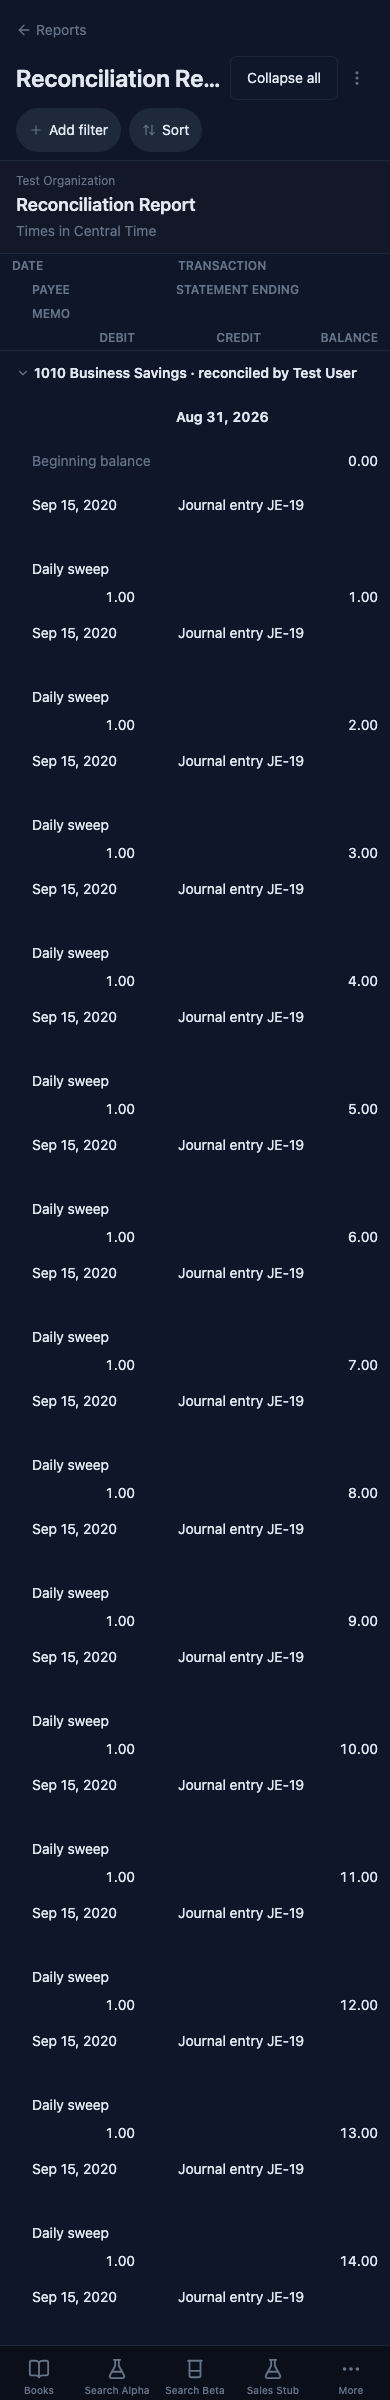 Reports
Reconciliation Re... Collapse all
Add filter Sort
Test Organization
Reconciliation Report
Times in Central Time
DATE TRANSACTION
PAYEE STATEMENT ENDING
MEMO
DEBIT CREDIT BALANCE
1010 Business Savings · reconciled by Test User
Aug 31, 2026
Beginning balance 0.00
Sep 15, 2020 Journal entry JE-19
Daily sweep
1.00 1.00
Sep 15, 2020 Journal entry JE-19
Daily sweep
1.00 2.00
Sep 15, 2020 Journal entry JE-19
Daily sweep
1.00 3.00
Sep 15, 2020 Journal entry JE-19
Daily sweep
1.00 4.00
Sep 15, 2020 Journal entry JE-19
Daily sweep
1.00 5.00
Sep 15, 2020 Journal entry JE-19
Daily sweep
1.00 6.00
Sep 15, 2020 Journal entry JE-19
Daily sweep
1.00 7.00
Sep 15, 2020 Journal entry JE-19
Daily sweep
1.00 8.00
Sep 15, 2020 Journal entry JE-19
Daily sweep
1.00 9.00
Sep 15, 2020 Journal entry JE-19
Daily sweep
1.00 10.00
Sep 15, 2020 Journal entry JE-19
Daily sweep
1.00 11.00
Sep 15, 2020 Journal entry JE-19
Daily sweep
1.00 12.00
Sep 15, 2020 Journal entry JE-19
Daily sweep
1.00 13.00
Sep 15, 2020 Journal entry JE-19
Daily sweep
1.00 14.00
Sep 15, 2020 Journal entry JE-19
Books Search Alpha Search Beta Sales Stub More